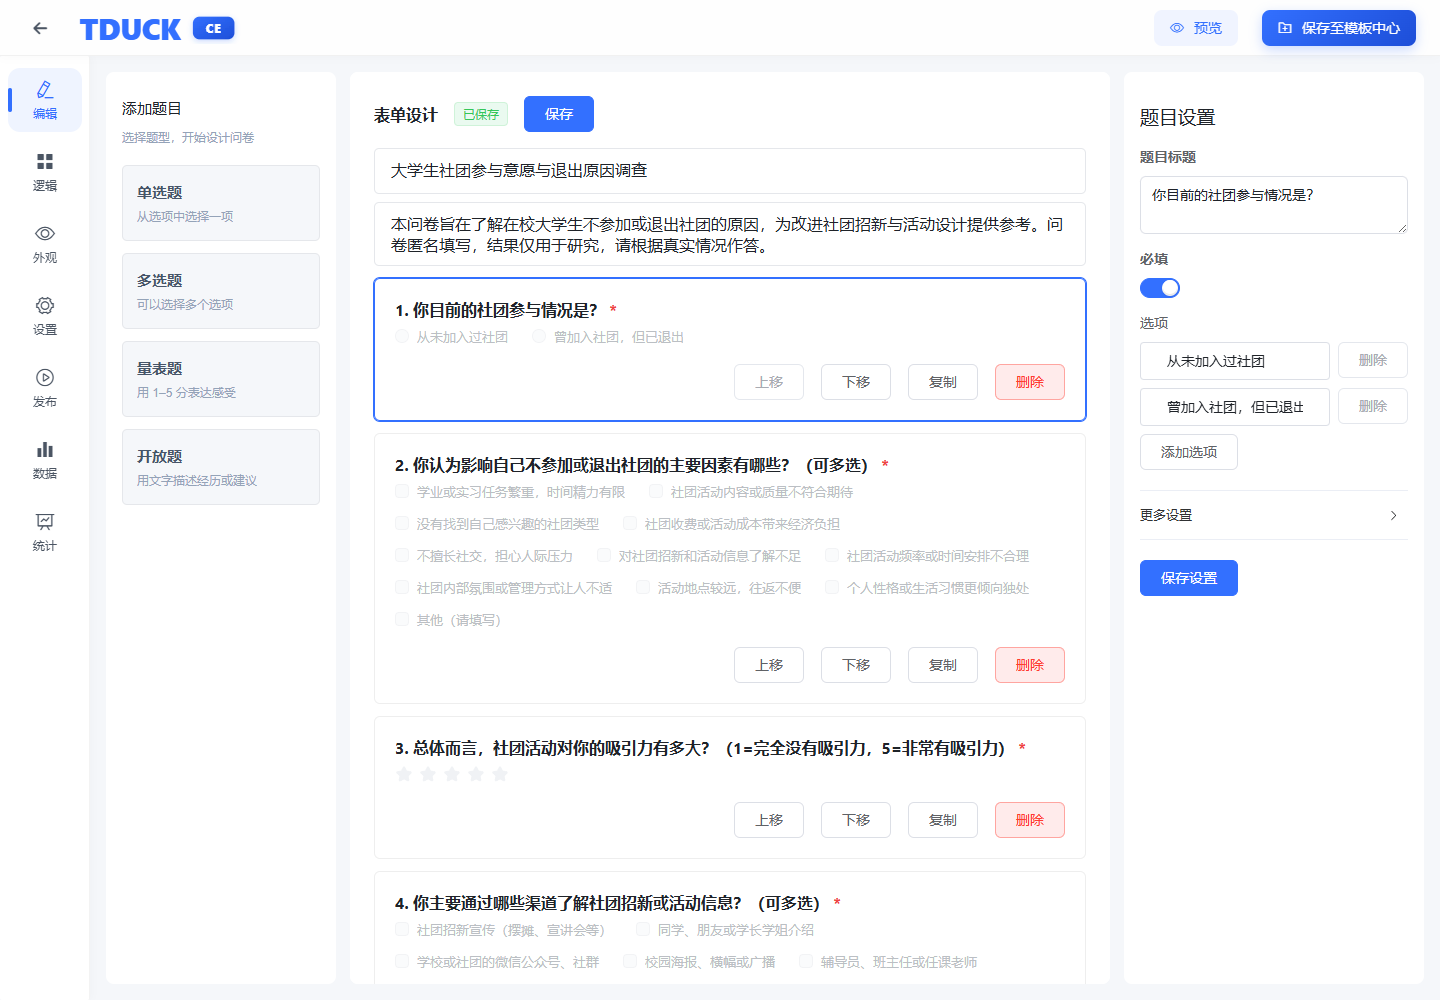 TDUCK CE
预览
保存至模板中心
编辑
逻辑
外观
设置
发布
数据
统计
添加题目
选择题型，开始设计问卷
单选题
从选项中选择一项
多选题
可以选择多个选项
量表题
用 1–5 分表达感受
开放题
用文字描述经历或建议
表单设计 已保存 保存
大学生社团参与意愿与退出原因调查
本问卷旨在了解在校大学生不参加或退出社团的原因，为改进社团招新与活动设计提供参考。问
卷匿名填写，结果仅用于研究，请根据真实情况作答。
1. 你目前的社团参与情况是？ *
从未加入过社团 曾加入社团，但已退出
上移 下移 复制 删除
2. 你认为影响自己不参加或退出社团的主要因素有哪些？（可多选） *
学业或实习任务繁重，时间精力有限 社团活动内容或质量不符合期待
没有找到自己感兴趣的社团类型 社团收费或活动成本带来经济负担
不擅长社交，担心人际压力 对社团招新和活动信息了解不足 社团活动频率或时间安排不合理
社团内部氛围或管理方式让人不适 活动地点较远，往返不便 个人性格或生活习惯更倾向独处
其他（请填写）
上移 下移 复制 删除
3. 总体而言，社团活动对你的吸引力有多大？（1=完全没有吸引力，5=非常有吸引力） *
上移 下移 复制 删除
4. 你主要通过哪些渠道了解社团招新或活动信息？（可多选） *
社团招新宣传（摆摊、宣讲会等） 同学、朋友或学长学姐介绍
学校或社团的微信公众号、社群 校园海报、横幅或广播 辅导员、班主任或任课老师
题目设置
题目标题
你目前的社团参与情况是？
必填
选项
从未加入过社团 删除
曾加入社团，但已退出 删除
添加选项
更多设置
保存设置